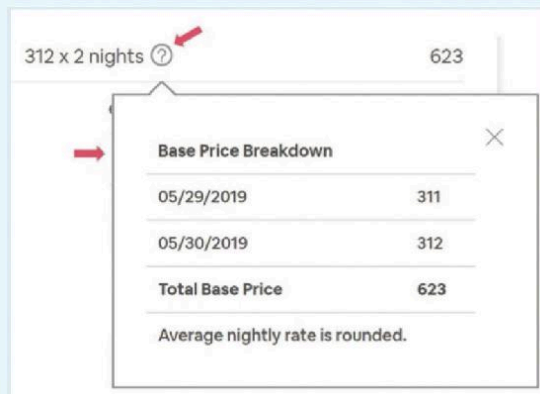 312 x 2 nights ? 623
Base Price Breakdown
05/29/2019 311
05/30/2019 312
Total Base Price 623
Average nightly rate is rounded.